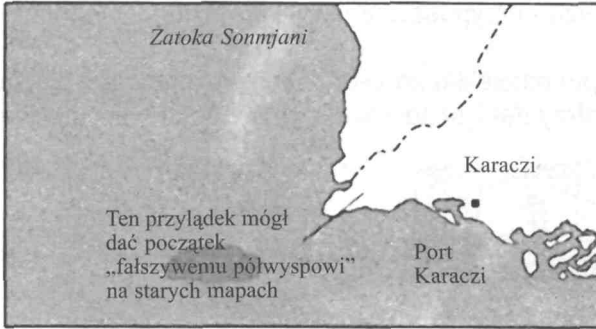 Zatoka Sonmjani
Karaczi
Ten przylądek mógł
dać początek
„fałszywemu półwyspowi”
na starych mapach
Port
Karaczi